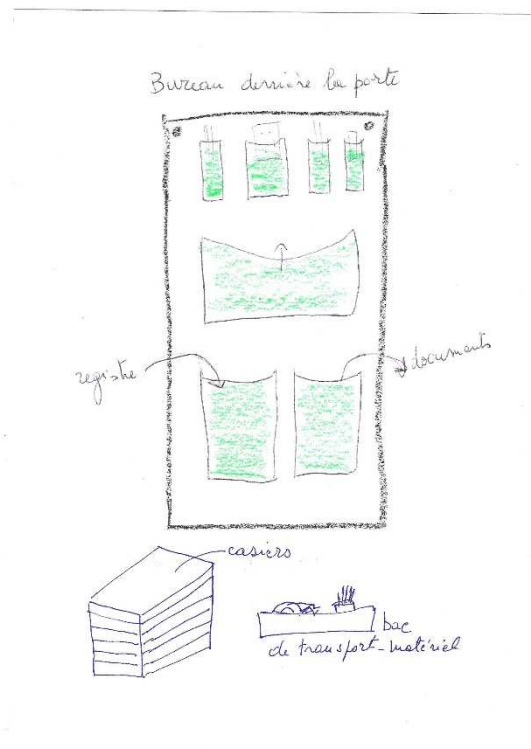 Bureau derrière la porte
registre
documents
casiers
bac
de transport-matériel